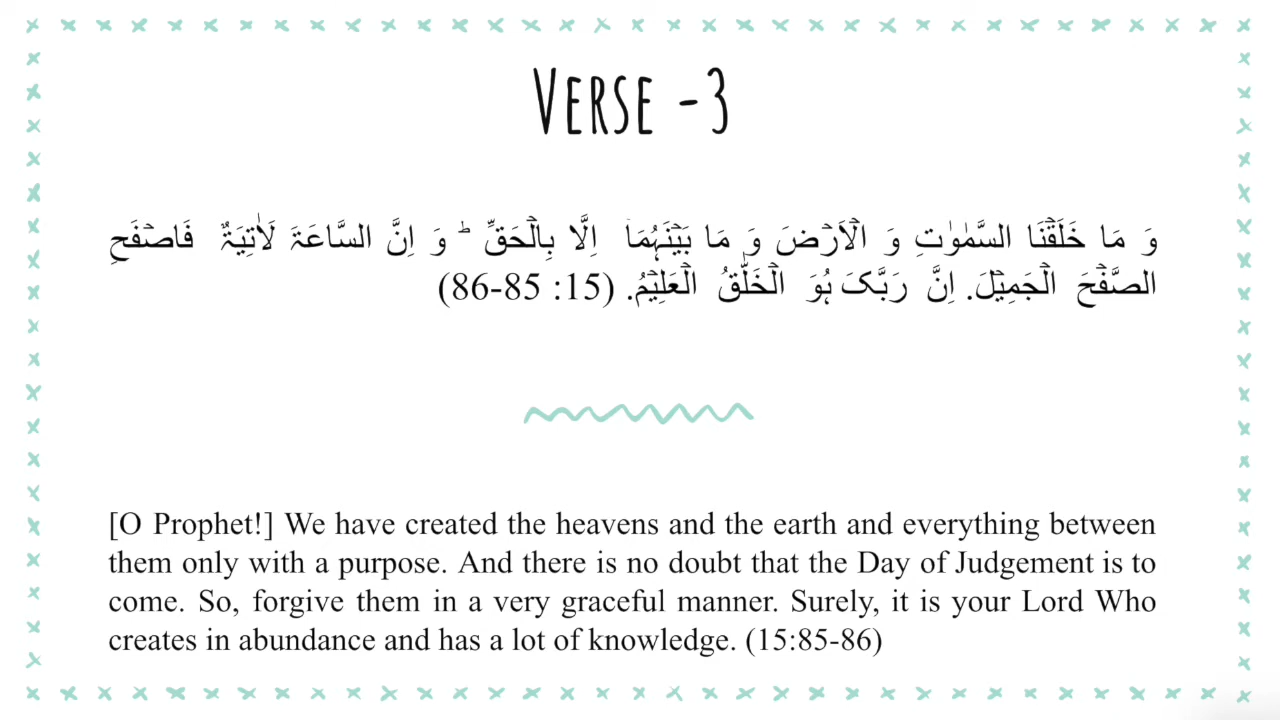 VERSE -3
وَ مَا خَلَقۡنَا السَّمٰوٰتِ وَ الۡاَرۡضَ وَ مَا بَیۡنَہُمَاۤ اِلَّا بِالۡحَقِّ ؕ وَ اِنَّ السَّاعَۃَ لَاٰتِیَۃٌ فَاصۡفَحِ
الصَّفۡحَ الۡجَمِیۡلَ. اِنَّ رَبَّکَ ہُوَ الۡخَلّٰقُ الۡعَلِیۡمُ. (15: 85-86)
[O Prophet!] We have created the heavens and the earth and everything between
them only with a purpose. And there is no doubt that the Day of Judgement is to
come. So, forgive them in a very graceful manner. Surely, it is your Lord Who
creates in abundance and has a lot of knowledge. (15:85-86)